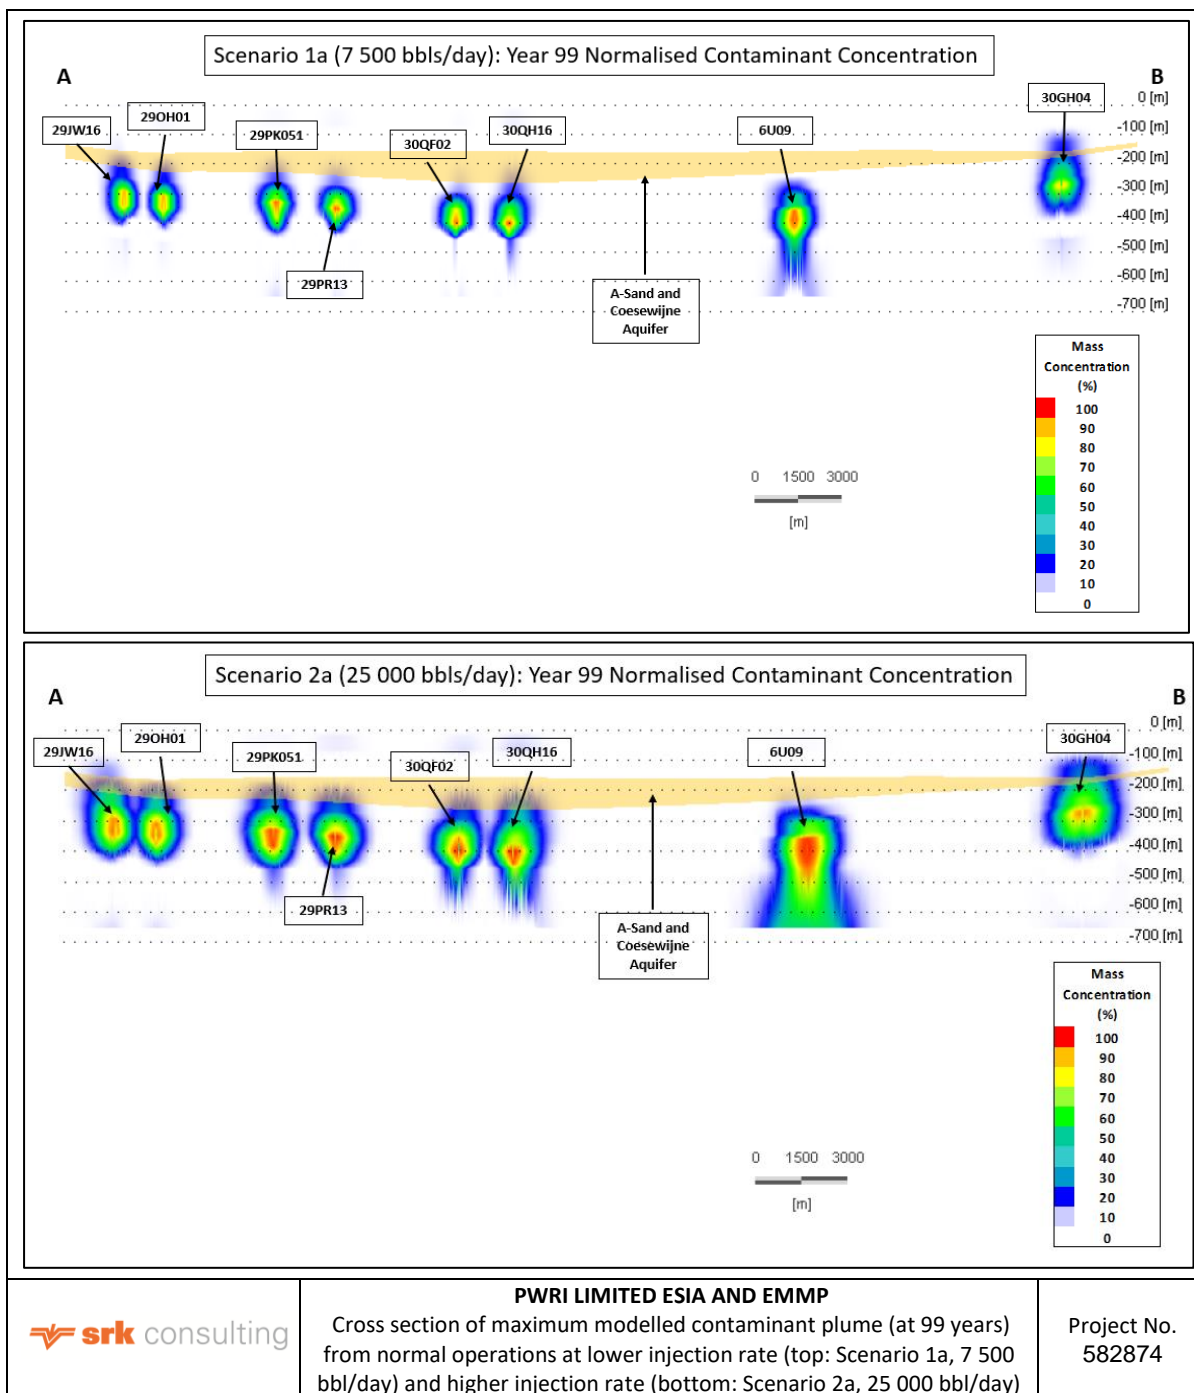 Scenario 1a (7 500 bbls/day): Year 99 Normalised Contaminant Concentration
A
B
29JW16
29OH01
29PK051
30QF02
30QH16
6U09
30GH04
29PR13
A-Sand and
Coesewijne
Aquifer
0 [m]
-100 [m]
-200 [m]
-300 [m]
-400 [m]
-500 [m]
-600 [m]
-700 [m]
Mass
Concentration
(%)
100
90
80
70
60
50
40
30
20
10
0
0 1500 3000
[m]
Scenario 2a (25 000 bbls/day): Year 99 Normalised Contaminant Concentration
A
B
29JW16
29OH01
29PK051
30QF02
30QH16
6U09
30GH04
29PR13
A-Sand and
Coesewijne
Aquifer
0 [m]
-100 [m]
-200 [m]
-300 [m]
-400 [m]
-500 [m]
-600 [m]
-700 [m]
Mass
Concentration
(%)
100
90
80
70
60
50
40
30
20
10
0
0 1500 3000
[m]
srk consulting
PWRI LIMITED ESIA AND EMMP
Cross section of maximum modelled contaminant plume (at 99 years)
from normal operations at lower injection rate (top: Scenario 1a, 7 500
bbl/day) and higher injection rate (bottom: Scenario 2a, 25 000 bbl/day)
Project No.
582874